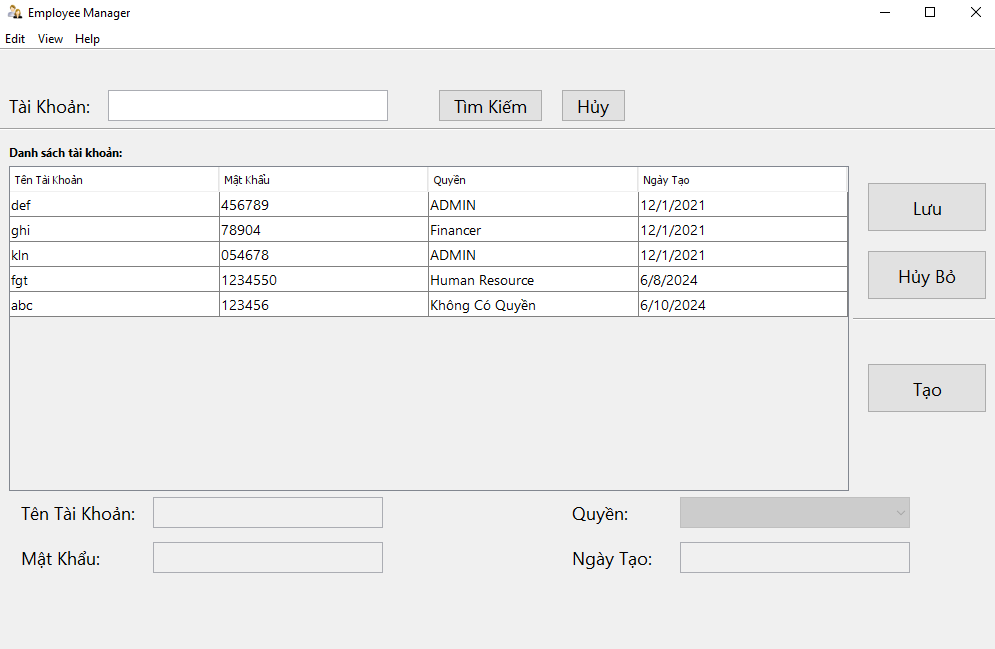 Employee Manager
Edit View Help
Tài Khoản: Tìm Kiếm Hủy
Danh sách tài khoản:
Tên Tài Khoản Mật Khẩu Quyền Ngày Tạo
def 456789 ADMIN 12/1/2021
ghi 78904 Financer 12/1/2021
kln 054678 ADMIN 12/1/2021
fgt 1234550 Human Resource 6/8/2024
abc 123456 Không Có Quyền 6/10/2024
Lưu
Hủy Bỏ
Tạo
Tên Tài Khoản: Quyền:
Mật Khẩu: Ngày Tạo: